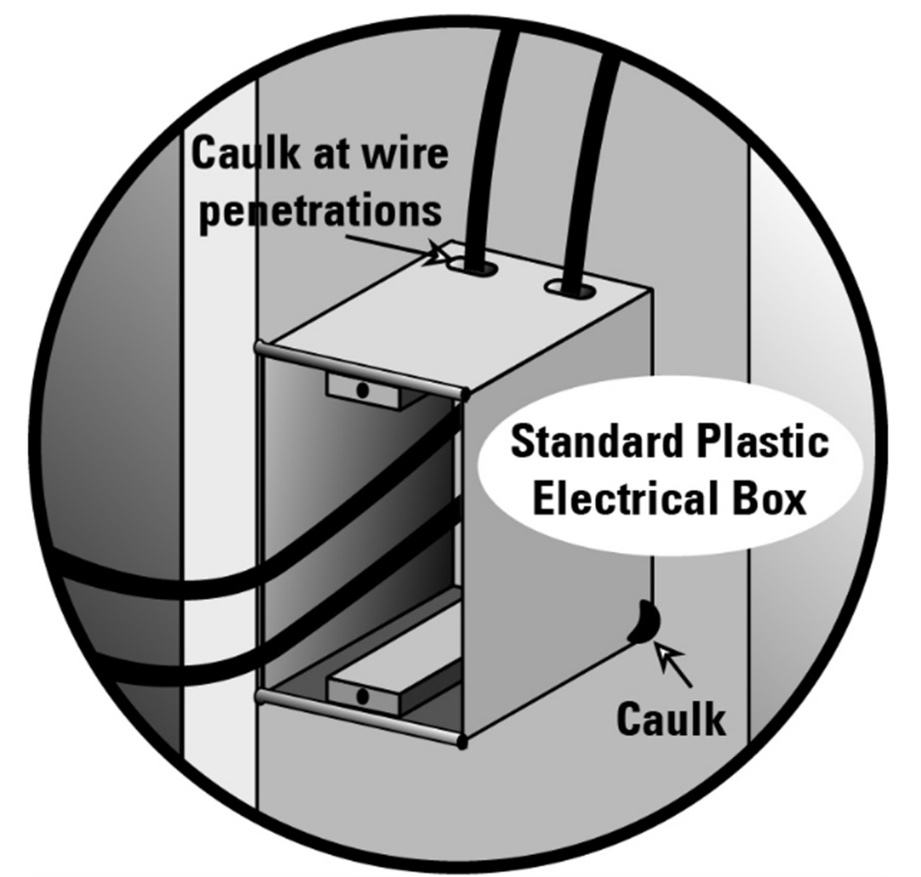 Caulk at wire
penetrations
Standard Plastic
Electrical Box
Caulk